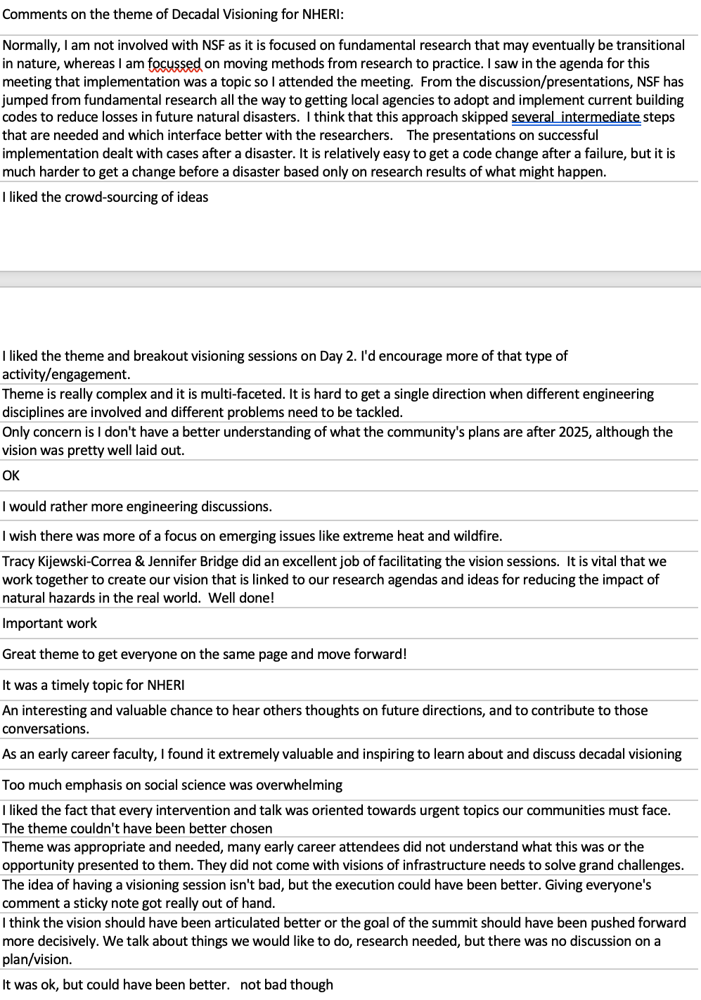 Comments on the theme of Decadal Visioning for NHERI:
Normally, I am not involved with NSF as it is focused on fundamental research that may eventually be transitional
in nature, whereas I am focussed on moving methods from research to practice. I saw in the agenda for this
meeting that implementation was a topic so I attended the meeting.  From the discussion/presentations, NSF has
jumped from fundamental research all the way to getting local agencies to adopt and implement current building
codes to reduce losses in future natural disasters.  I think that this approach skipped several  intermediate steps
that are needed and which interface better with the researchers.    The presentations on successful
implementation dealt with cases after a disaster. It is relatively easy to get a code change after a failure, but it is
much harder to get a change before a disaster based only on research results of what might happen.
I liked the crowd-sourcing of ideas
I liked the theme and breakout visioning sessions on Day 2. I'd encourage more of that type of
activity/engagement.
Theme is really complex and it is multi-faceted. It is hard to get a single direction when different engineering
disciplines are involved and different problems need to be tackled.
Only concern is I don't have a better understanding of what the community's plans are after 2025, although the
vision was pretty well laid out.
OK
I would rather more engineering discussions.
I wish there was more of a focus on emerging issues like extreme heat and wildfire.
Tracy Kijewski-Correa & Jennifer Bridge did an excellent job of facilitating the vision sessions.  It is vital that we
work together to create our vision that is linked to our research agendas and ideas for reducing the impact of
natural hazards in the real world.  Well done!
Important work
Great theme to get everyone on the same page and move forward!
It was a timely topic for NHERI
An interesting and valuable chance to hear others thoughts on future directions, and to contribute to those
conversations.
As an early career faculty, I found it extremely valuable and inspiring to learn about and discuss decadal visioning
Too much emphasis on social science was overwhelming
I liked the fact that every intervention and talk was oriented towards urgent topics our communities must face.
The theme couldn't have been better chosen
Theme was appropriate and needed, many early career attendees did not understand what this was or the
opportunity presented to them. They did not come with visions of infrastructure needs to solve grand challenges.
The idea of having a visioning session isn't bad, but the execution could have been better. Giving everyone's
comment a sticky note got really out of hand.
I think the vision should have been articulated better or the goal of the summit should have been pushed forward
more decisively. We talk about things we would like to do, research needed, but there was no discussion on a
plan/vision.
It was ok, but could have been better.   not bad though